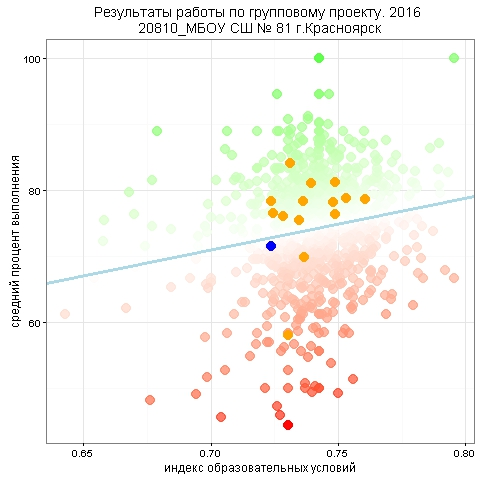 Результаты работы по групповому проекту. 2016
20810_МБОУ СШ № 81 г.Красноярск
100
80
60
средний процент выполнения
0.65
0.70
0.75
0.80
индекс образовательных условий